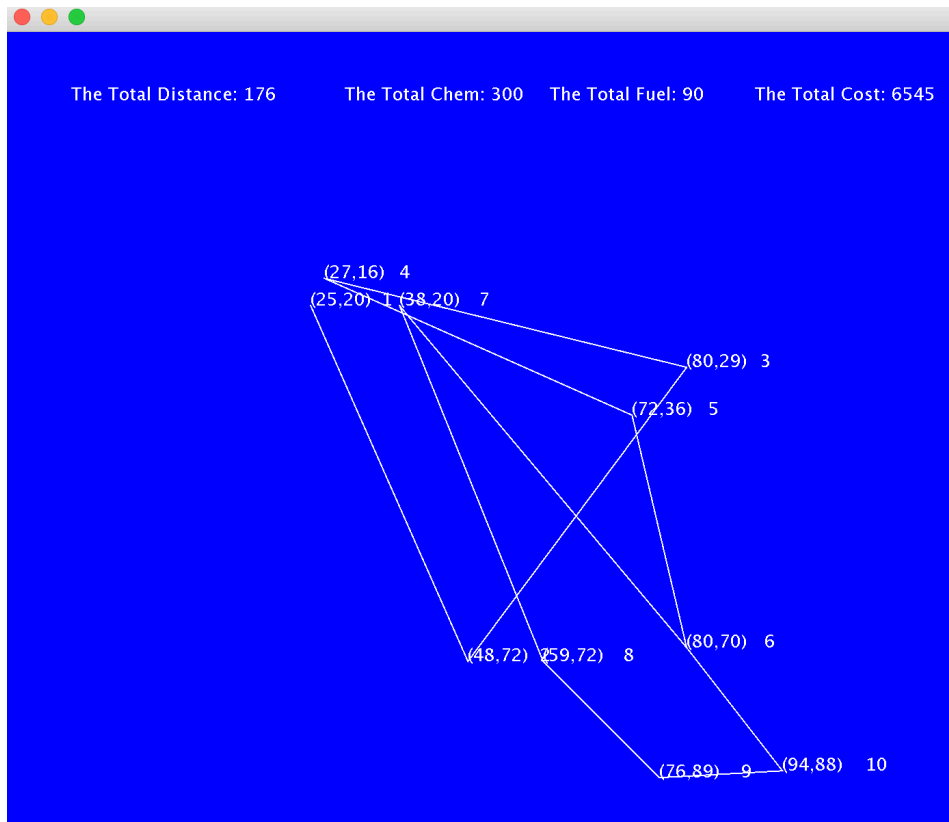 The Total Distance: 176 The Total Chem: 300 The Total Fuel: 90 The Total Cost: 6545
(27,16) 4
(25,20) 1 (38,20) 7
(80,29) 3
(72,36) 5
(80,70) 6
(48,72) 2 (59,72) 8
(94,88) 10
(76,89) 9